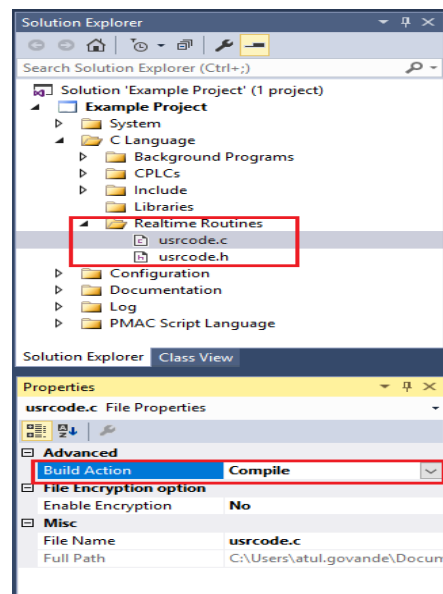 Solution Explorer
Search Solution Explorer (Ctrl+;)
Solution 'Example Project' (1 project)
Example Project
System
C Language
Background Programs
CPLCs
Include
Libraries
Realtime Routines
usrcode.c
usrcode.h
Configuration
Documentation
Log
PMAC Script Language
Solution Explorer Class View
Properties
usrcode.c File Properties
Advanced
Build Action Compile
File Encryption option
Enable Encryption No
Misc
File Name usrcode.c
Full Path C:\Users\atul.govande\Docum